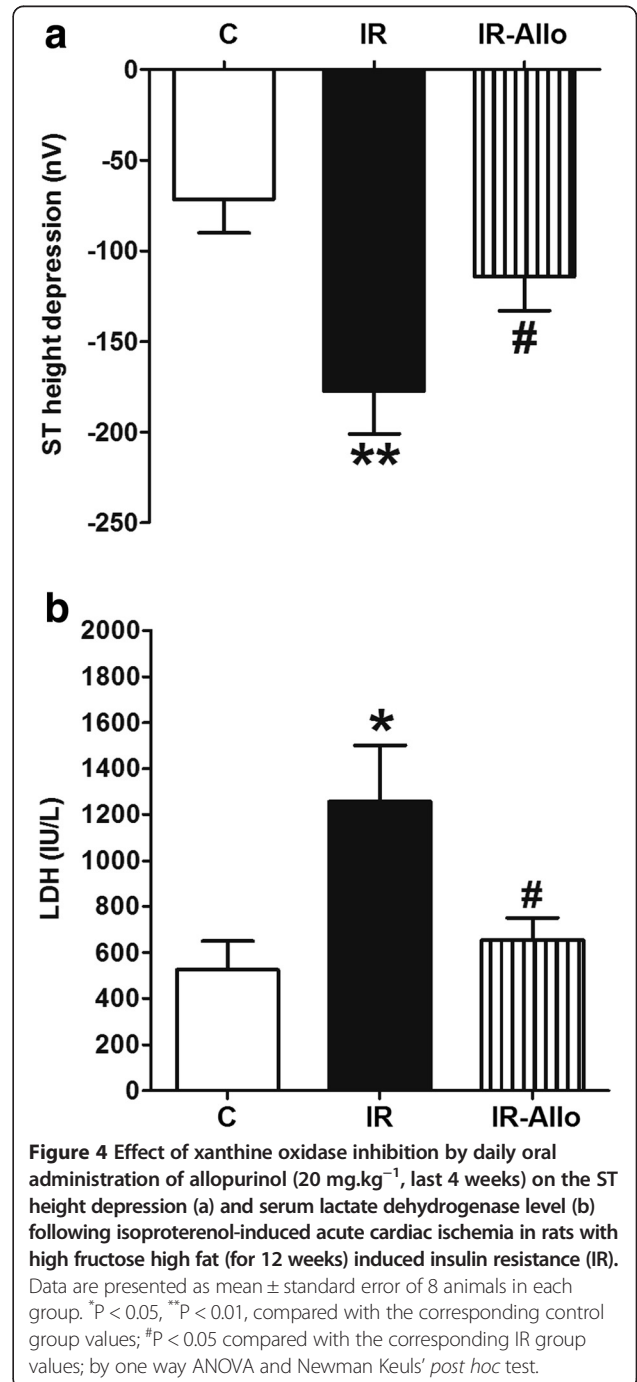 a
C IR IR-Allo
0
-50
-100
-150
-200
-250
ST height depression (nV)
**
#
b
2000
1800
1600
1400
1200
1000
800
600
400
200
0
LDH (IU/L)
*
#
C IR IR-Allo
Figure 4 Effect of xanthine oxidase inhibition by daily oral
administration of allopurinol (20 mg.kg⁻¹, last 4 weeks) on the ST
height depression (a) and serum lactate dehydrogenase level (b)
following isoproterenol-induced acute cardiac ischemia in rats with
high fructose high fat (for 12 weeks) induced insulin resistance (IR).
Data are presented as mean ± standard error of 8 animals in each
group. *P < 0.05, **P < 0.01, compared with the corresponding control
group values; #P < 0.05 compared with the corresponding IR group
values; by one way ANOVA and Newman Keuls' post hoc test.